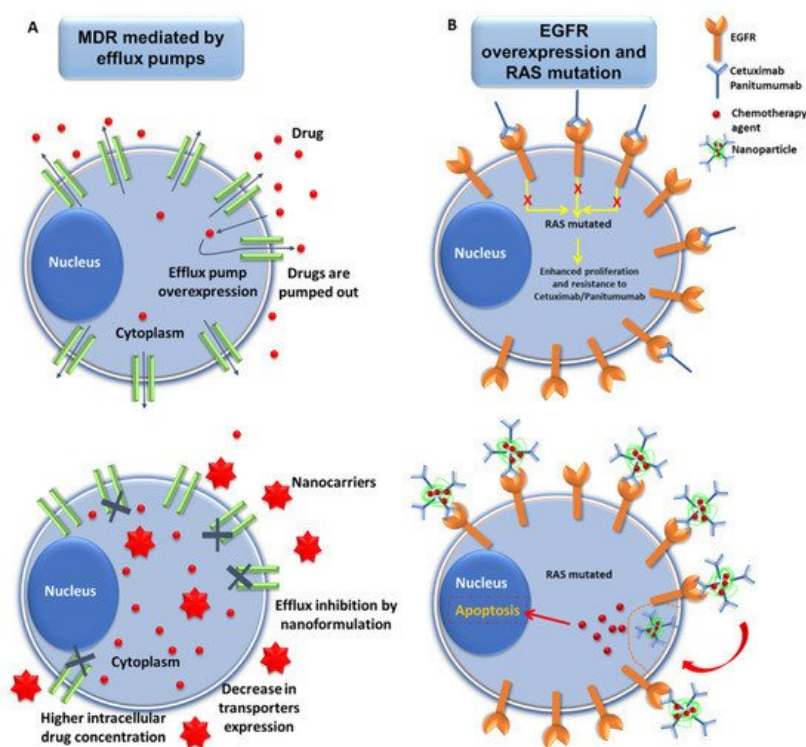 A
MDR mediated by
efflux pumps
Drug
Nucleus
Efflux pump
overexpression
Drugs are
pumped out
Cytoplasm
Nanocarriers
Nucleus
Efflux inhibition by
nanoformulation
Cytoplasm
Decrease in
transporters
expression
Higher intracellular
drug concentration
B
EGFR
overexpression and
RAS mutation
EGFR
Cetuximab
Panitumumab
Chemotherapy
agent
Nanoparticle
X
X
X
RAS mutated
Nucleus
Enhanced proliferation
and resistance to
Cetuximab/Panitumumab
Nucleus
RAS mutated
Apoptosis